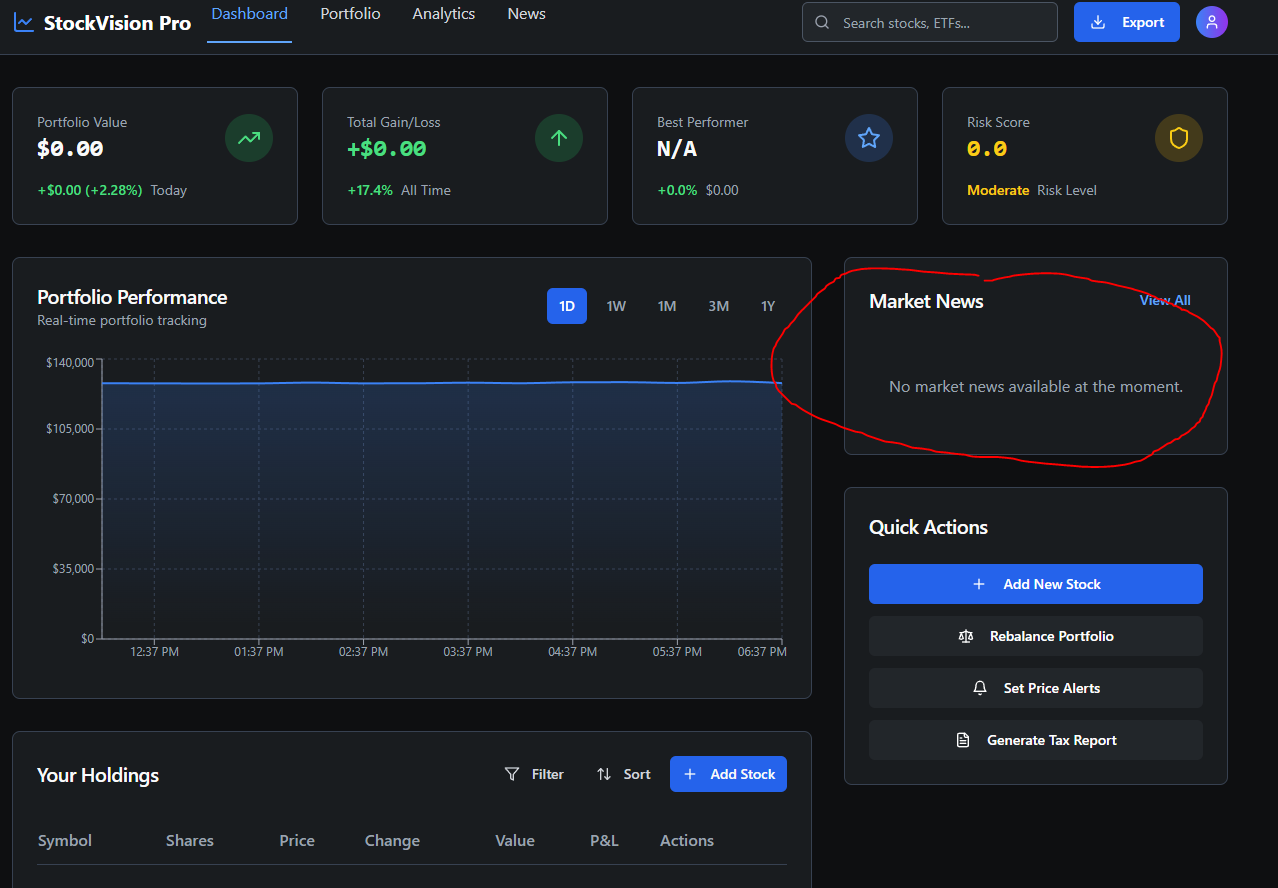 StockVision Pro Dashboard Portfolio Analytics News Search stocks, ETFs... Export
Portfolio Value
$0.00
+$0.00 (+2.28%) Today
Total Gain/Loss
+$0.00
+17.4% All Time
Best Performer
N/A
+0.0% $0.00
Risk Score
0.0
Moderate Risk Level
Portfolio Performance
Real-time portfolio tracking
1D 1W 1M 3M 1Y
$140,000
$105,000
$70,000
$35,000
$0
12:37 PM 01:37 PM 02:37 PM 03:37 PM 04:37 PM 05:37 PM 06:37 PM
Market News View All
No market news available at the moment.
Quick Actions
Add New Stock
Rebalance Portfolio
Set Price Alerts
Generate Tax Report
Your Holdings Filter Sort Add Stock
Symbol Shares Price Change Value P&L Actions